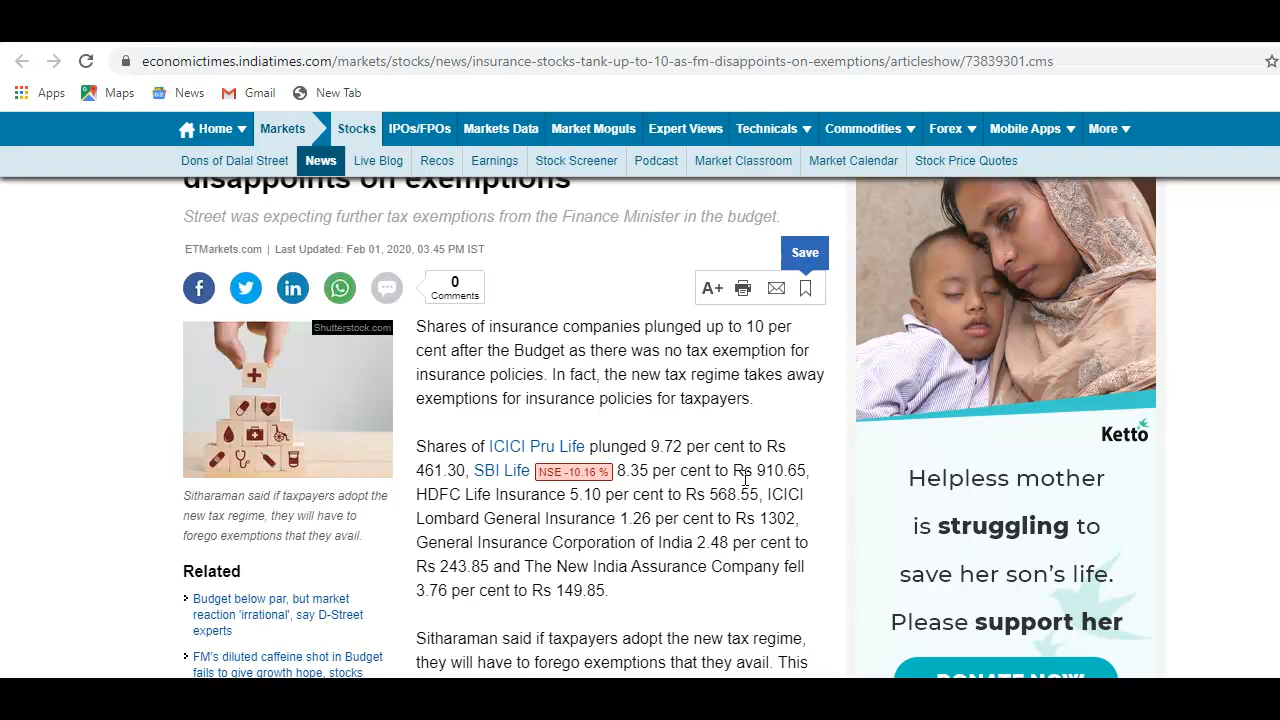 economictimes.indiatimes.com/markets/stocks/news/insurance-stocks-tank-up-to-10-as-fm-disappoints-on-exemptions/articleshow/73839301.cms
Apps Maps News Gmail New Tab
Home Markets Stocks IPOs/FPOs Markets Data Market Moguls Expert Views Technicals Commodities Forex Mobile Apps More
Dons of Dalal Street News Live Blog Recos Earnings Stock Screener Podcast Market Classroom Market Calendar Stock Price Quotes
disappoints on exemptions
Street was expecting further tax exemptions from the Finance Minister in the budget.
ETMarkets.com | Last Updated: Feb 01, 2020, 03.45 PM IST
Save
0
Comments
A+
Shutterstock.com
Sitharaman said if taxpayers adopt the
new tax regime, they will have to
forego exemptions that they avail.
Related
Budget below par, but market
reaction 'irrational', say D-Street
experts
FM's diluted caffeine shot in Budget
fails to give growth hope, stocks
Shares of insurance companies plunged up to 10 per
cent after the Budget as there was no tax exemption for
insurance policies. In fact, the new tax regime takes away
exemptions for insurance policies for taxpayers.
Shares of ICICI Pru Life plunged 9.72 per cent to Rs
461.30, SBI Life NSE -10.16 % 8.35 per cent to Rs 910.65,
HDFC Life Insurance 5.10 per cent to Rs 568.55, ICICI
Lombard General Insurance 1.26 per cent to Rs 1302,
General Insurance Corporation of India 2.48 per cent to
Rs 243.85 and The New India Assurance Company fell
3.76 per cent to Rs 149.85.
Sitharaman said if taxpayers adopt the new tax regime,
they will have to forego exemptions that they avail. This
Ketto
Helpless mother
is struggling to
save her son's life.
Please support her
DONATE NOW